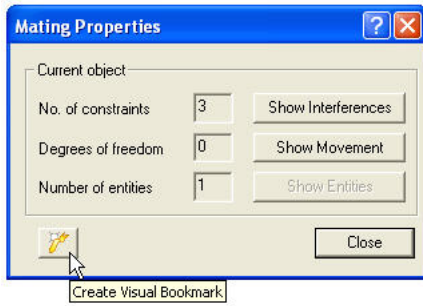 Mating Properties
Current object
No. of constraints 3 Show Interferences
Degrees of freedom 0 Show Movement
Number of entities 1 Show Entities
Close
Create Visual Bookmark